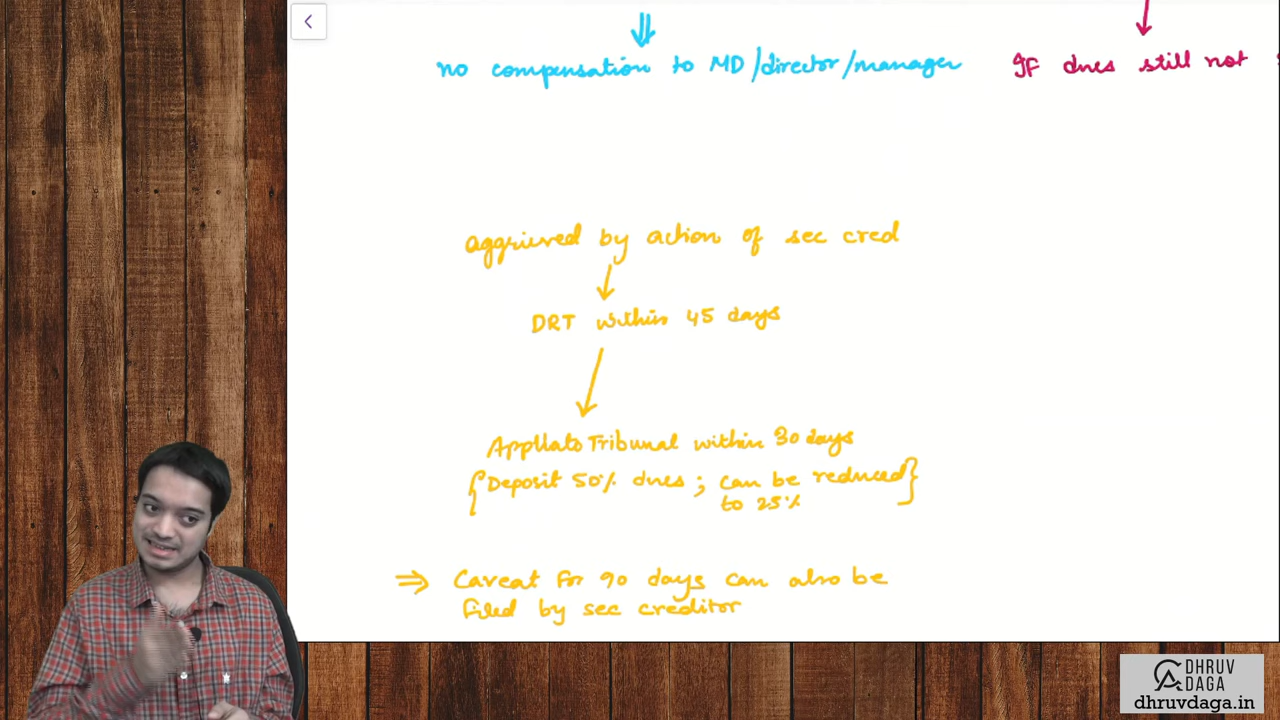 no compensation to MD/director/manager
If dues still not
aggrieved by action of sec cred
DRT within 45 days
Appllato Tribunal within 30 days
{Deposit 50% dues; can be reduced}
to 25%
⇒ Caveat for 90 days can also be
filed by sec creditor
DHRUV
DAGA
dhruvdaga.in